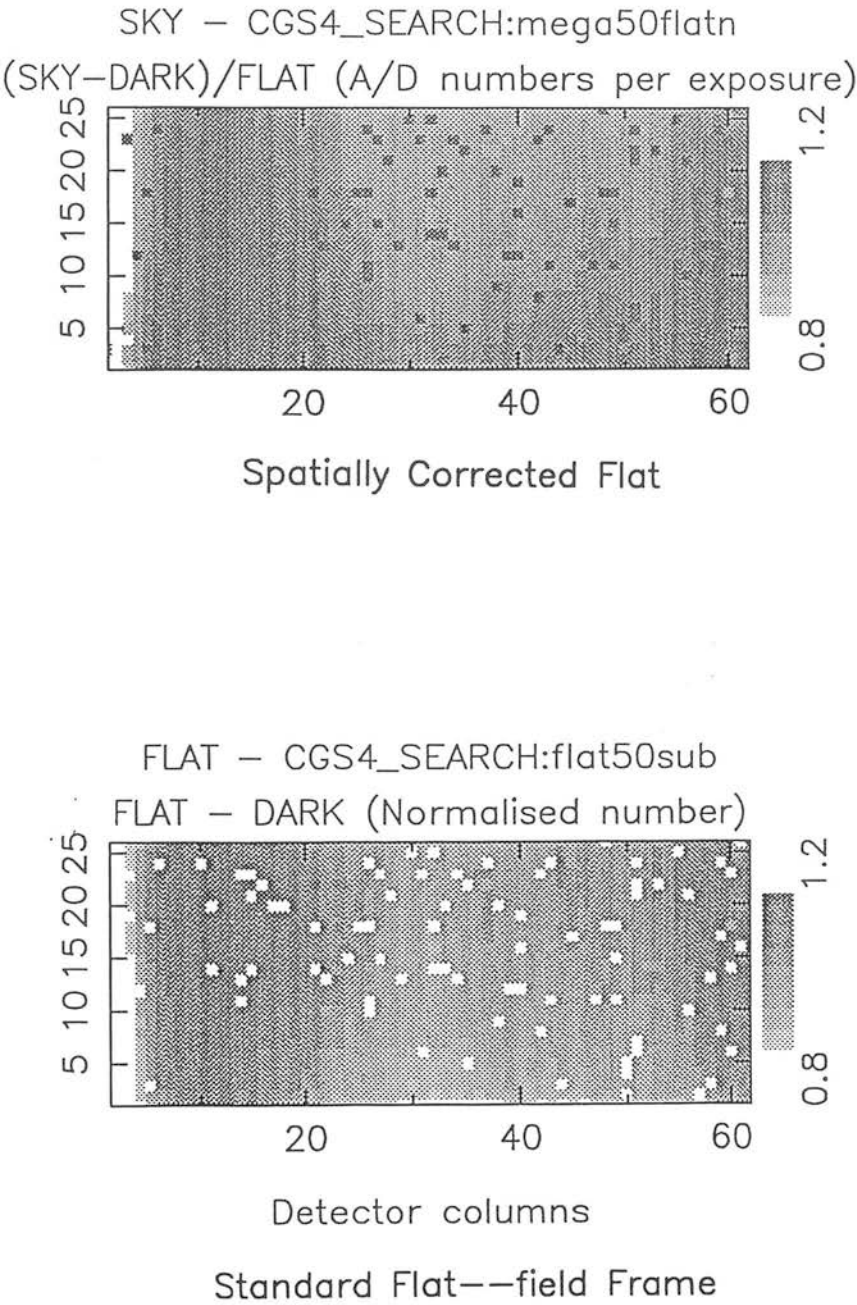 SKY – CGS4_SEARCH:mega50flatn
(SKY–DARK)/FLAT (A/D numbers per exposure)
25
20
15
10
5
1.2
0.8
20
40
60
Spatially Corrected Flat
FLAT – CGS4_SEARCH:flat50sub
FLAT – DARK (Normalised number)
25
20
15
10
5
1.2
0.8
20
40
60
Detector columns
Standard Flat––field Frame